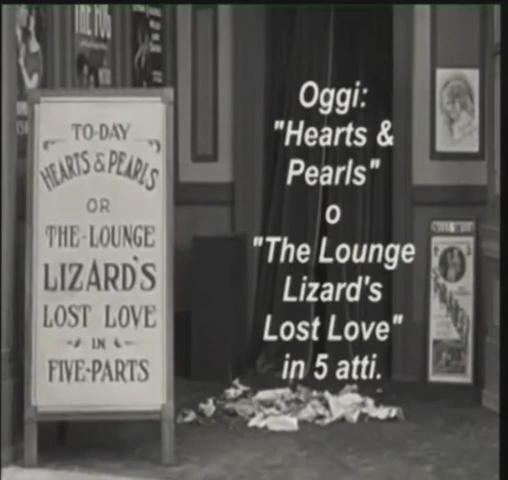 TO-DAY
HEARTS & PEARLS
OR
THE-LOUNGE
LIZARD'S
LOST LOVE
IN
FIVE-PARTS
Oggi:
"Hearts &
Pearls"
o
"The Lounge
Lizard's
Lost Love"
in 5 atti.